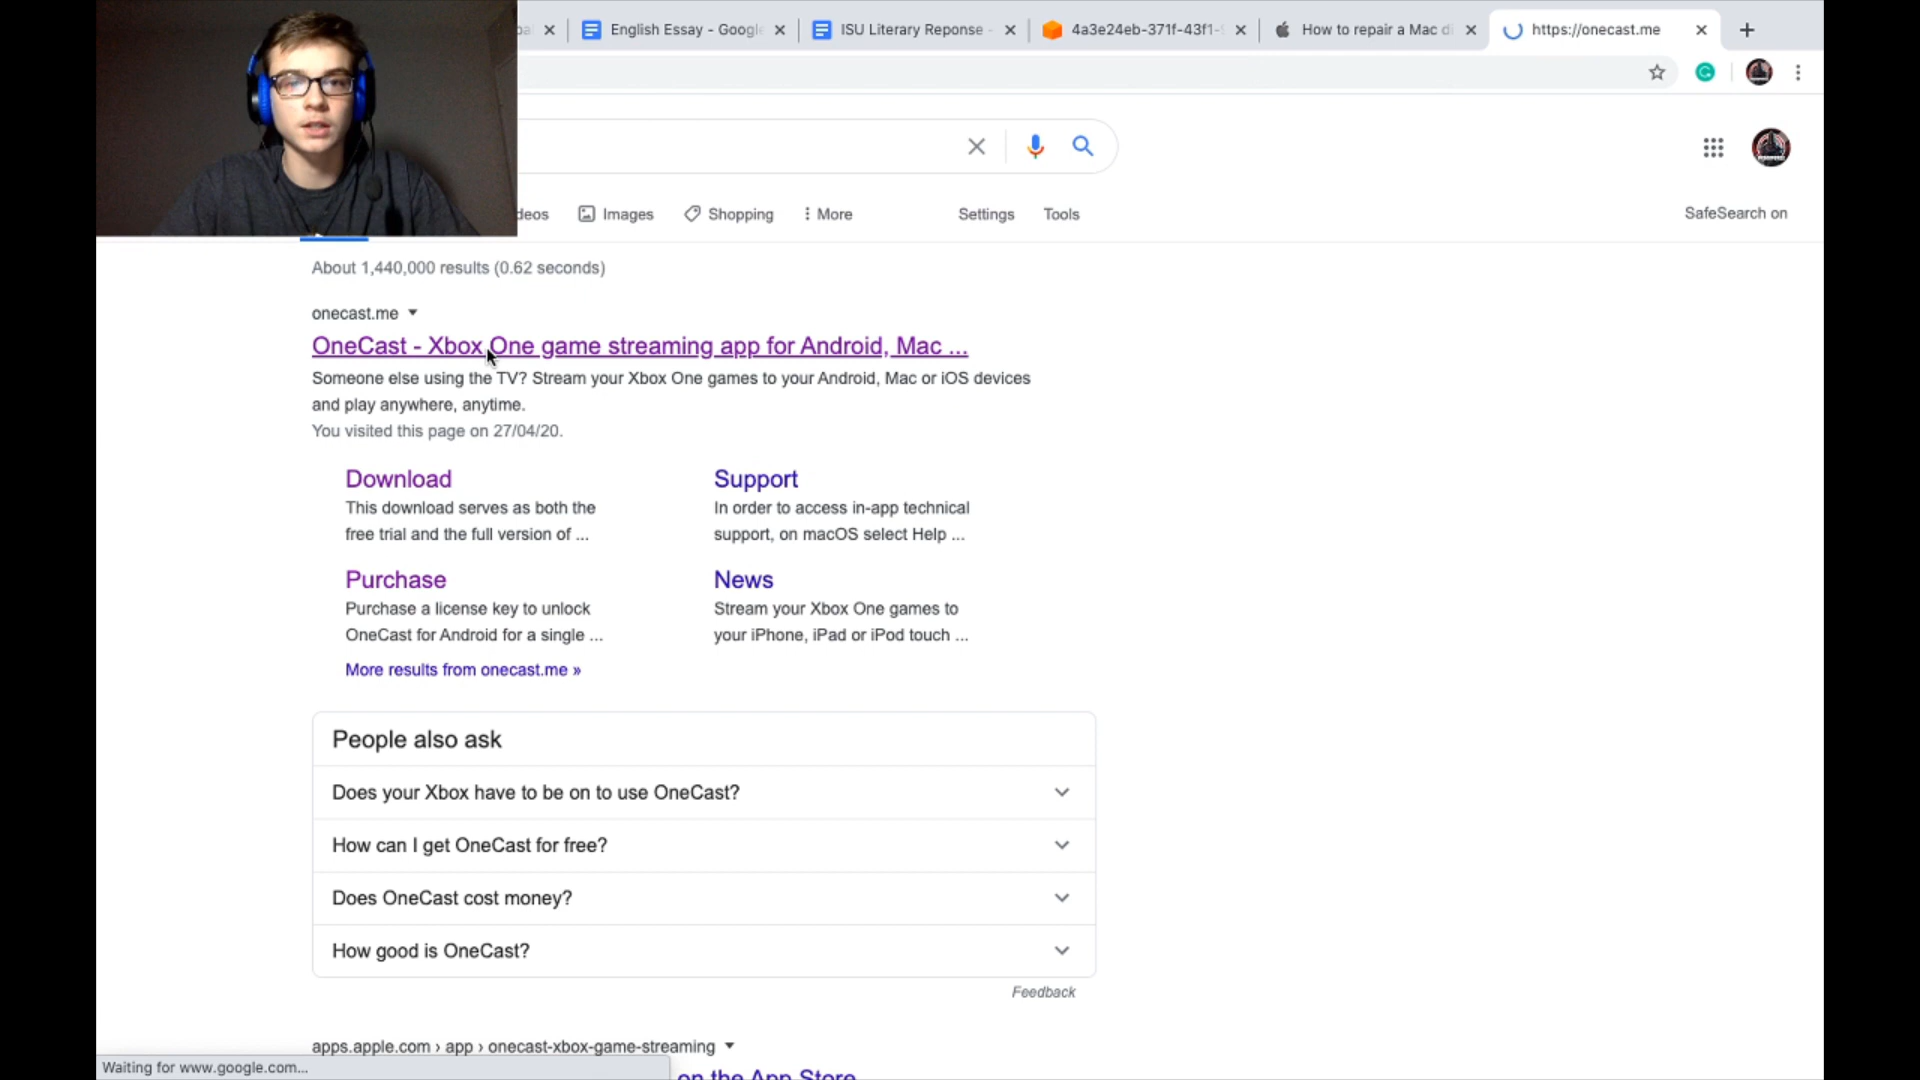 English Essay - Google
ISU Literary Reponse -
4a3e24eb-371f-43f1-
How to repair a Mac di
https://onecast.me
deos
Images
Shopping
More
Settings
Tools
SafeSearch on
About 1,440,000 results (0.62 seconds)
onecast.me
OneCast - Xbox One game streaming app for Android, Mac ...
Someone else using the TV? Stream your Xbox One games to your Android, Mac or iOS devices
and play anywhere, anytime.
You visited this page on 27/04/20.
Download
This download serves as both the
free trial and the full version of ...
Support
In order to access in-app technical
support, on macOS select Help ...
Purchase
Purchase a license key to unlock
OneCast for Android for a single ...
News
Stream your Xbox One games to
your iPhone, iPad or iPod touch ...
More results from onecast.me »
People also ask
Does your Xbox have to be on to use OneCast?
How can I get OneCast for free?
Does OneCast cost money?
How good is OneCast?
Feedback
apps.apple.com › app › onecast-xbox-game-streaming
on the App Store
Waiting for www.google.com...